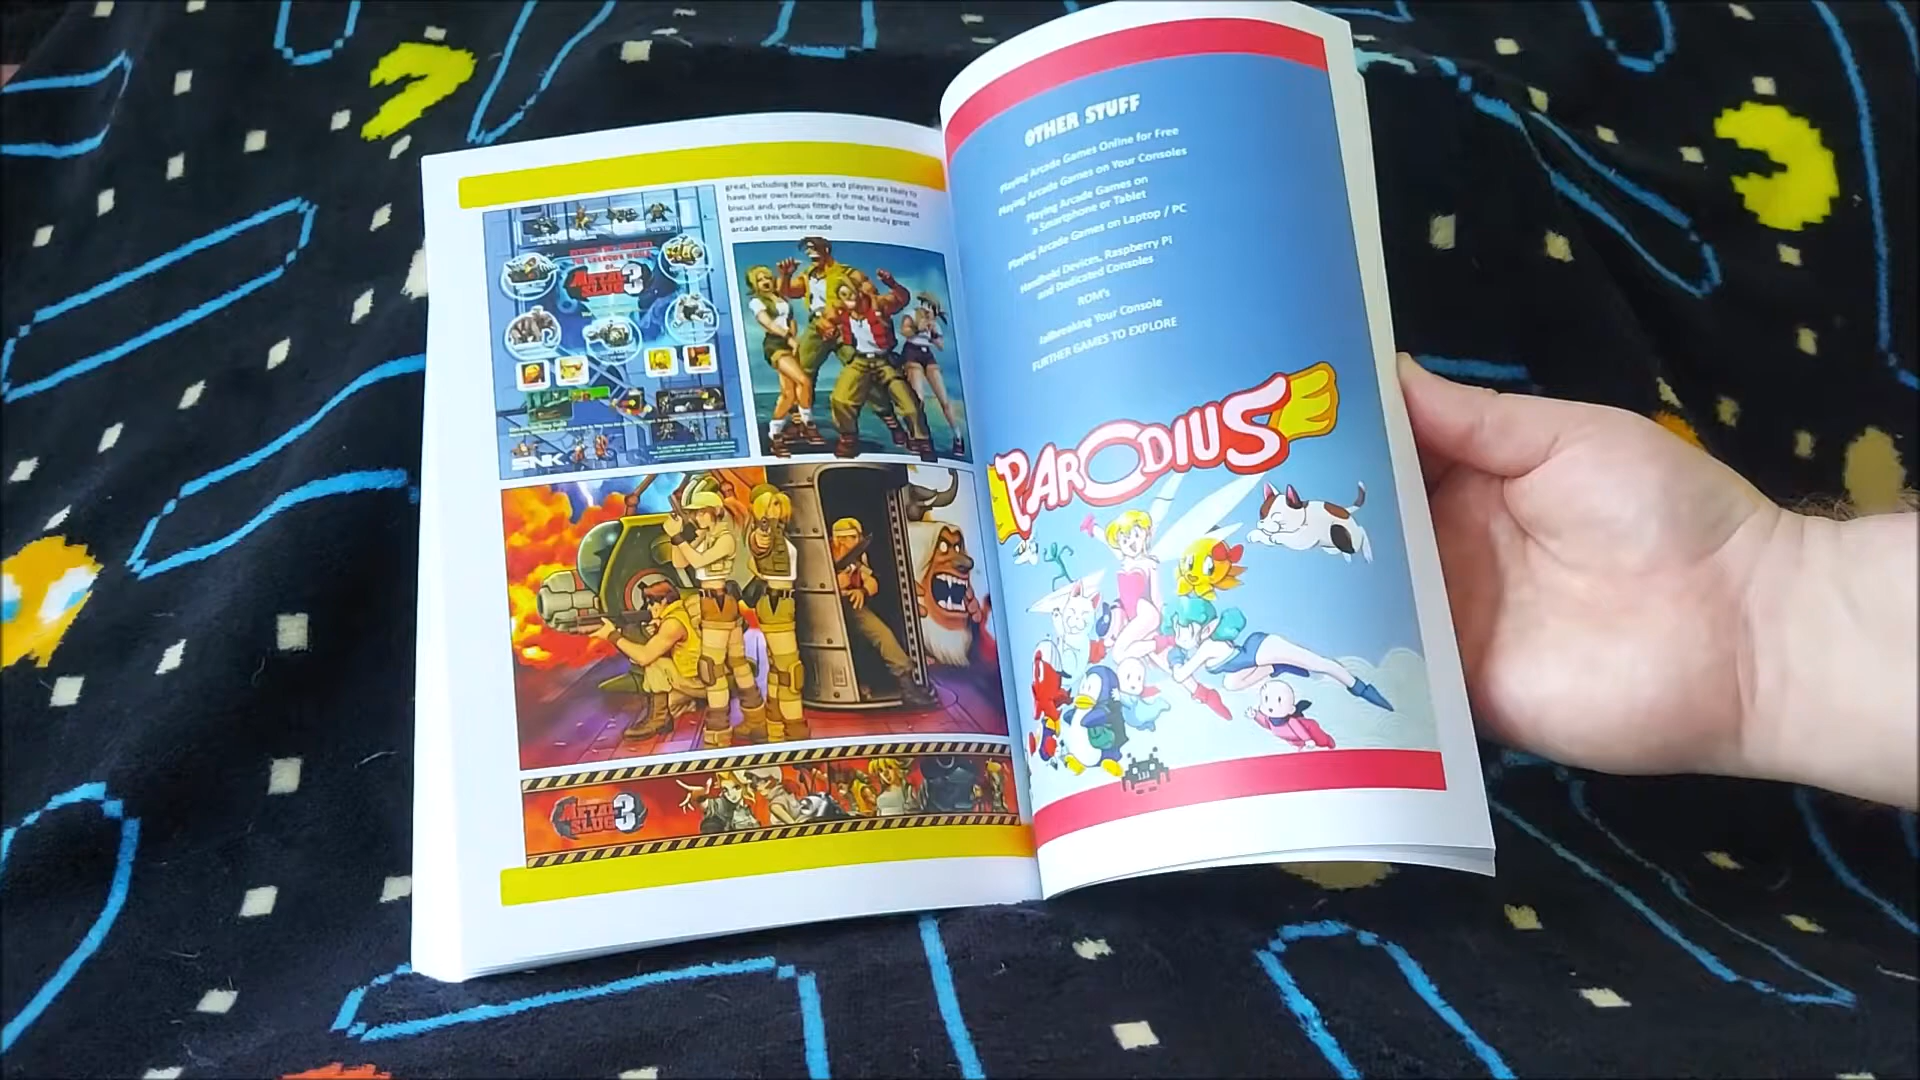 great, including the ports, and players are likely to
have their own favourites. For me, MS3 takes the
biscuit and, perhaps fittingly for the final featured
game in this book, is one of the last truly great
arcade games ever made
METAL
SLUG 3
SNK
METAL
SLUG 3
OTHER STUFF
Playing Arcade Games Online for Free
Playing Arcade Games on Your Consoles
Playing Arcade Games on
a Smartphone or Tablet
Playing Arcade Games on Laptop / PC
Handheld Devices, Raspberry Pi
and Dedicated Consoles
ROM's
Jailbreaking Your Console
FURTHER GAMES TO EXPLORE
PARODIUS